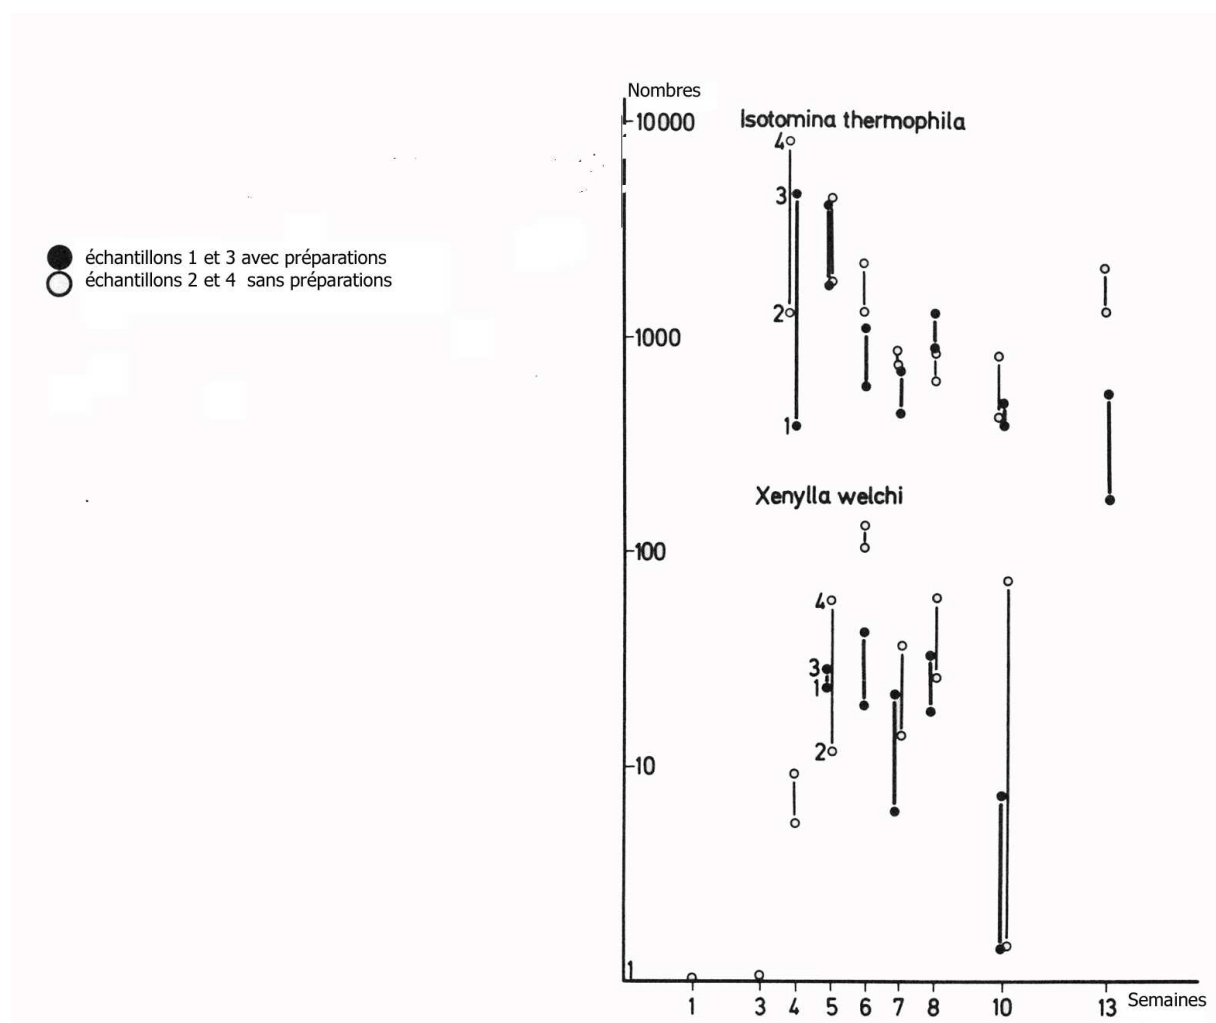 Nombres
10000
Isotomina thermophila
4
3
échantillons 1 et 3 avec préparations
échantillons 2 et 4 sans préparations
2
1000
1
Xenylla welchi
100
4
3
1
2
10
1
1 3 4 5 6 7 8 10 13 Semaines